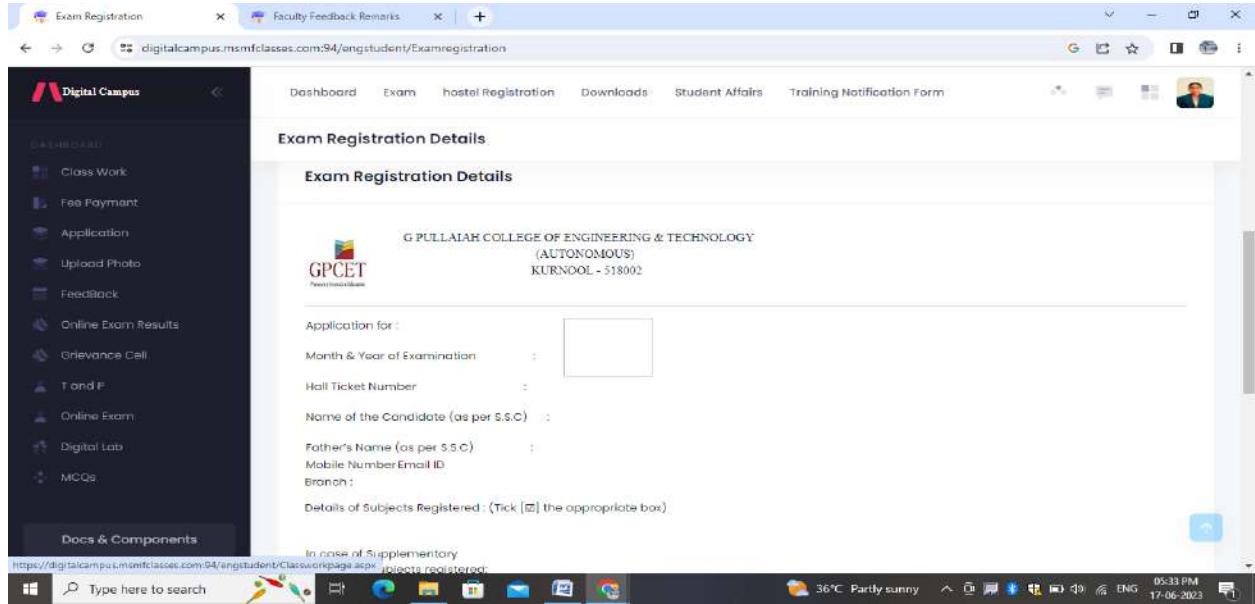 Exam Registration
Faculty Feedback Remarks
digitalcampus.msmfclasses.com:94/engstudent/Examregistration
Digital Campus
Dashboard Exam hostel Registration Downloads Student Affairs Training Notification Form
DASHBOARD
Exam Registration Details
Class Work
Fee Payment
Application
Upload Photo
FeedBack
Online Exam Results
Grievance Cell
T and P
Online Exam
Digital Lab
MCQs
Docs & Components
Exam Registration Details
G PULLAIAH COLLEGE OF ENGINEERING & TECHNOLOGY
(AUTONOMOUS)
KURNOOL - 518002
GPCET
Application for :
Month & Year of Examination :
Hall Ticket Number :
Name of the Candidate (as per S.S.C) :
Father's Name (as per S.S.C) :
Mobile Number Email ID
Branch :
Details of Subjects Registered : (Tick [☑] the appropriate box)
In case of Supplementary
subjects registered:
https://digitalcampus.msmfclasses.com:94/engstudent/Classworkpage.aspx
Type here to search
36°C Partly sunny
ENG
05:33 PM
17-06-2023